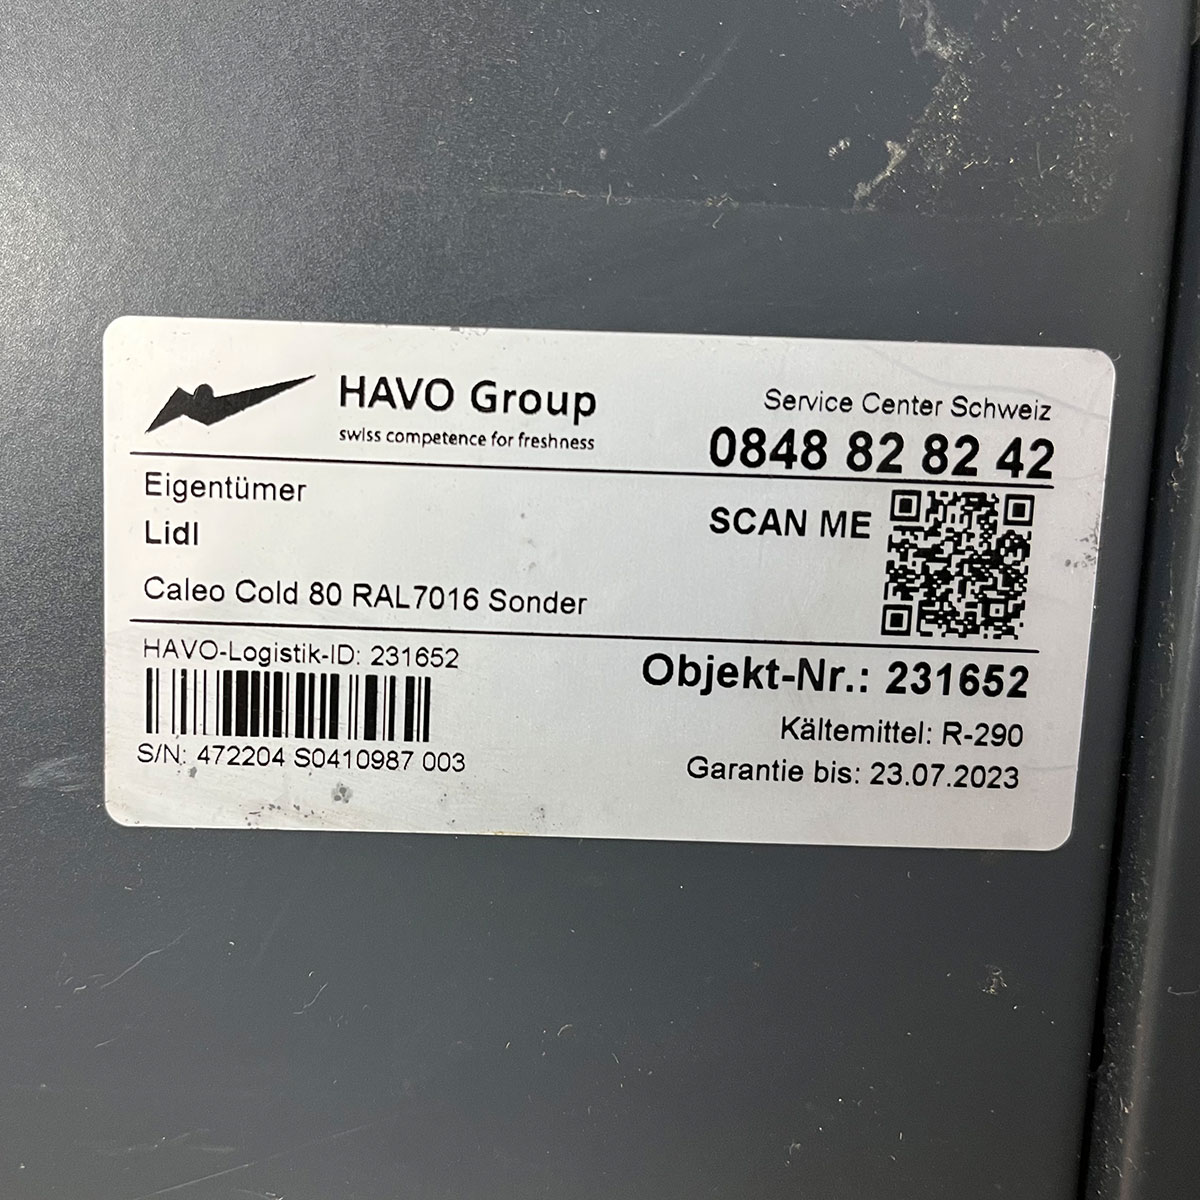 HAVO Group
swiss competence for freshness
Service Center Schweiz
0848 82 82 42
Eigentümer
Lidl
SCAN ME
Caleo Cold 80 RAL7016 Sonder
HAVO-Logistik-ID: 231652
S/N: 472204 S0410987 003
Objekt-Nr.: 231652
Kältemittel: R-290
Garantie bis: 23.07.2023